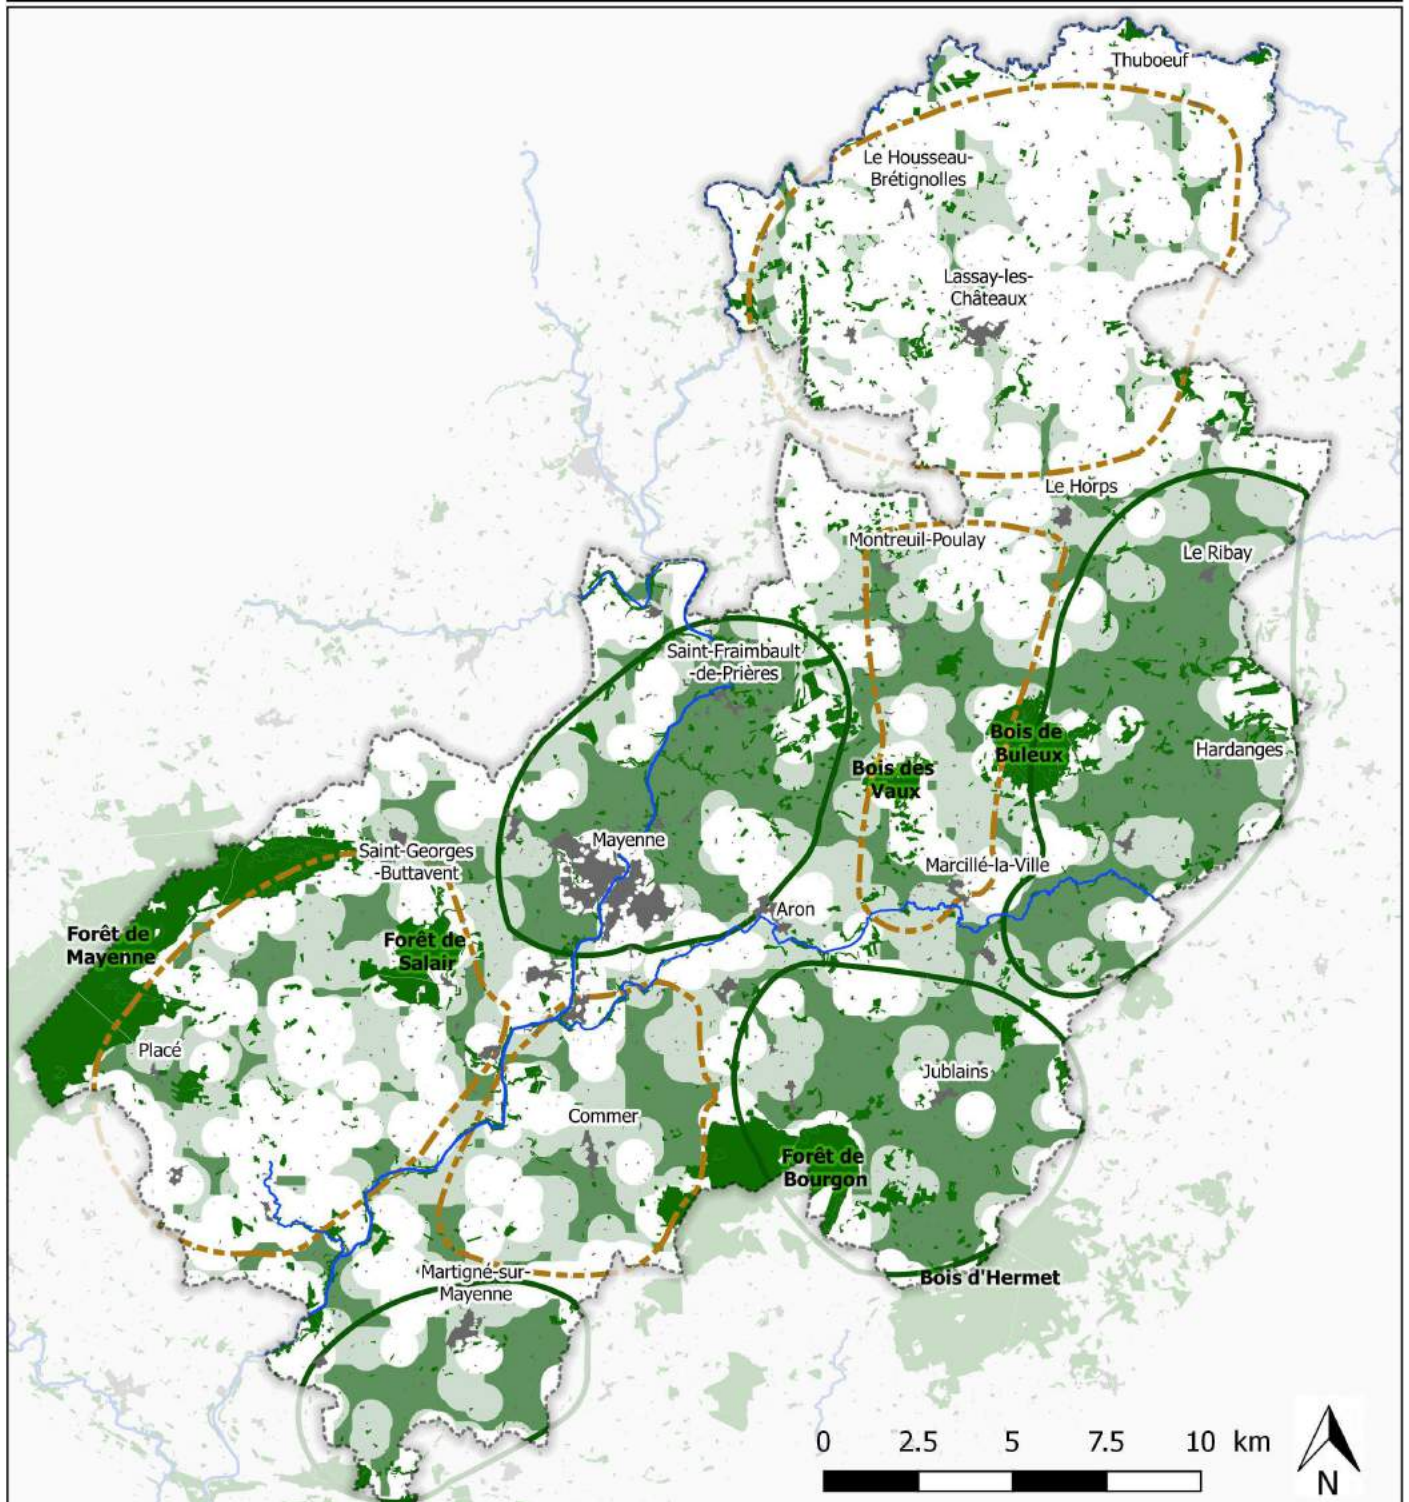 Thuboeuf
Le Housseau-
Brétignolles
Lassay-les-
Châteaux
Le Horps
Montreuil-Poulay
Le Ribay
Saint-Fraimbault
-de-Prières
Bois de
Buleux
Hardanges
Bois des
Vaux
Mayenne
Saint-Georges
-Buttavent
Marcillé-la-Ville
Aron
Forêt de
Mayenne
Forêt de
Salair
Placé
Jublains
Commer
Forêt de
Bourgon
Martigné-sur-
Mayenne
Bois d'Hermet
0 2.5 5 7.5 10 km
N